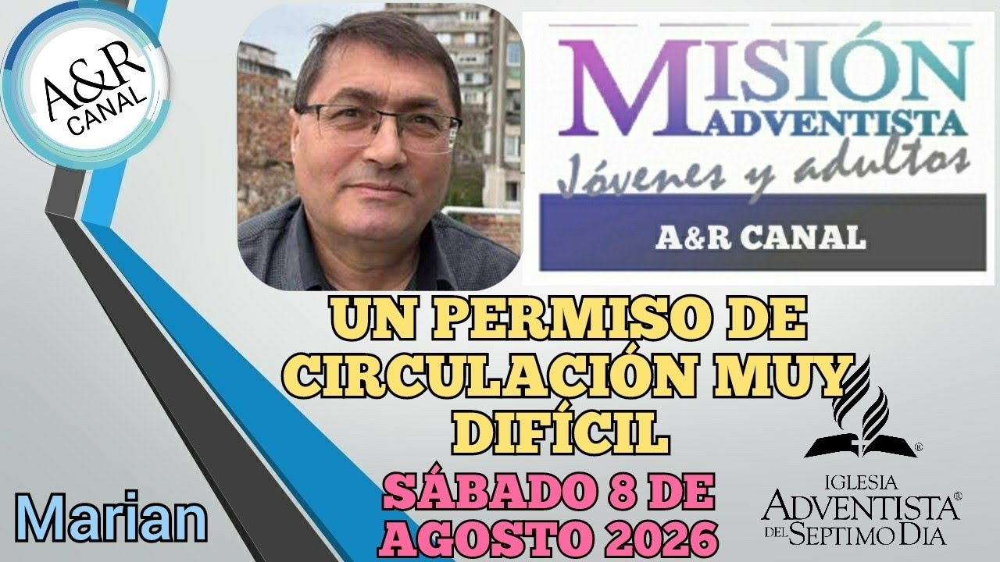 A&R
CANAL
MISIÓN
ADVENTISTA
Jóvenes y adultos
A&R CANAL
UN PERMISO DE
CIRCULACIÓN MUY
DIFÍCIL
SÁBADO 8 DE
AGOSTO 2026
Marian
®
IGLESIA
ADVENTISTA®
DEL SEPTIMO DIA